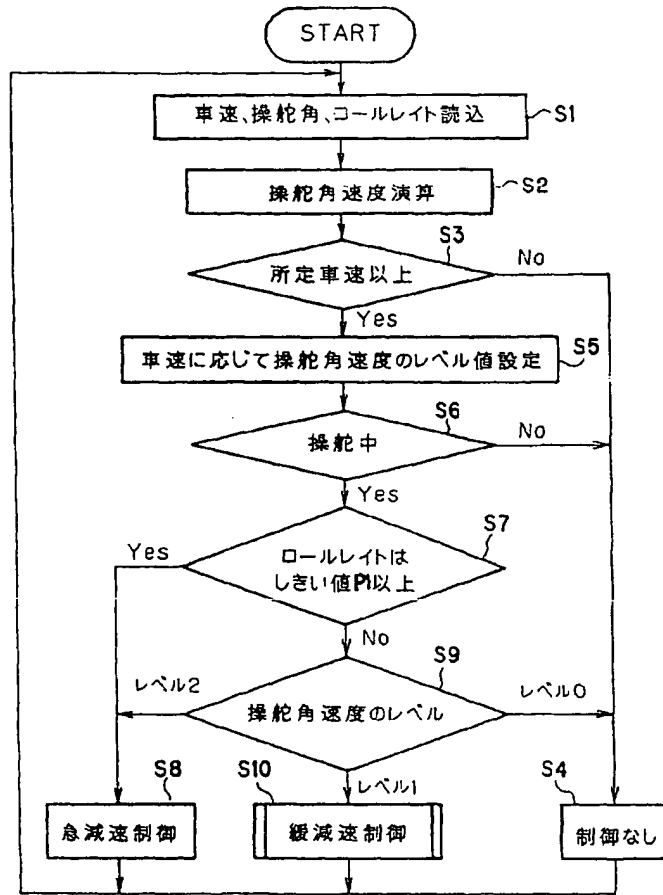 START
車速、操舵角、コールレイト読込
S1
操舵角速度演算
S2
S3
所定車速以上
No
Yes
車速に応じて操舵角速度のレベル値設定
S5
S6
操舵中
No
Yes
S7
Yes
ロールレイトは
しきい値P1以上
No
S9
レベル2
操舵角速度のレベル
レベル0
レベル1
S8
S10
S4
急減速制御
緩減速制御
制御なし